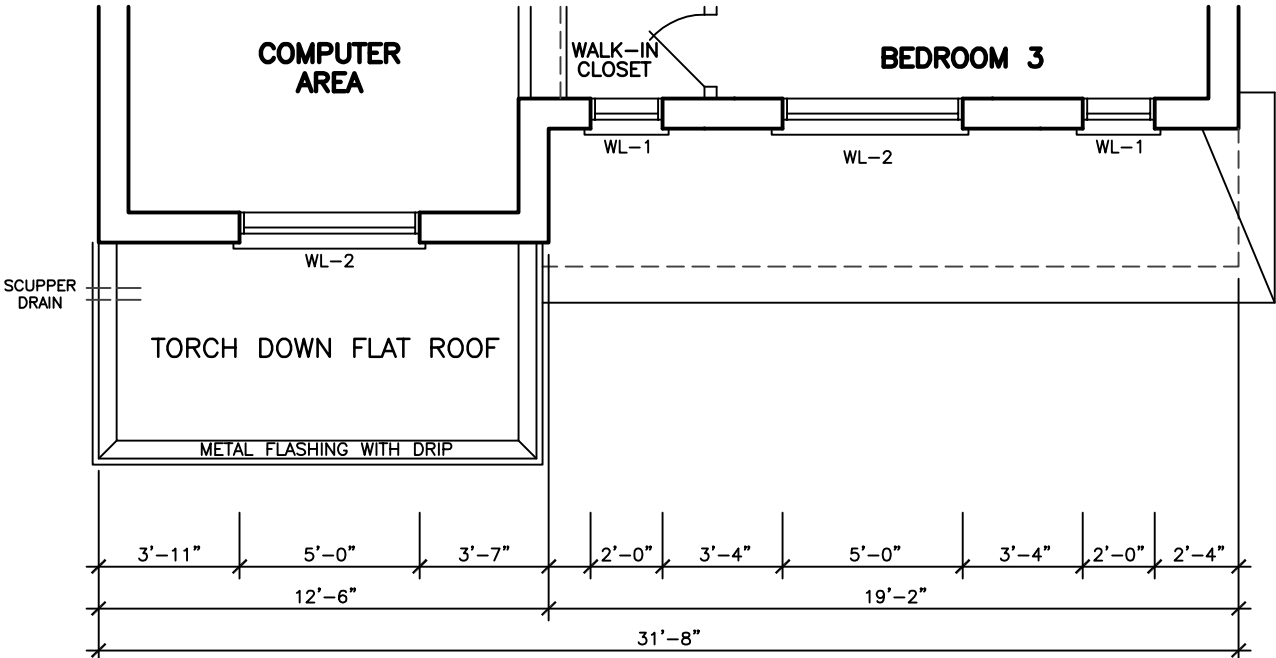 COMPUTER
AREA
WALK-IN
CLOSET
BEDROOM 3
WL-1
WL-2
WL-1
WL-2
SCUPPER
DRAIN
TORCH DOWN FLAT ROOF
METAL FLASHING WITH DRIP
3'-11" 5'-0" 3'-7" 2'-0" 3'-4" 5'-0" 3'-4" 2'-0" 2'-4"
12'-6" 19'-2"
31'-8"